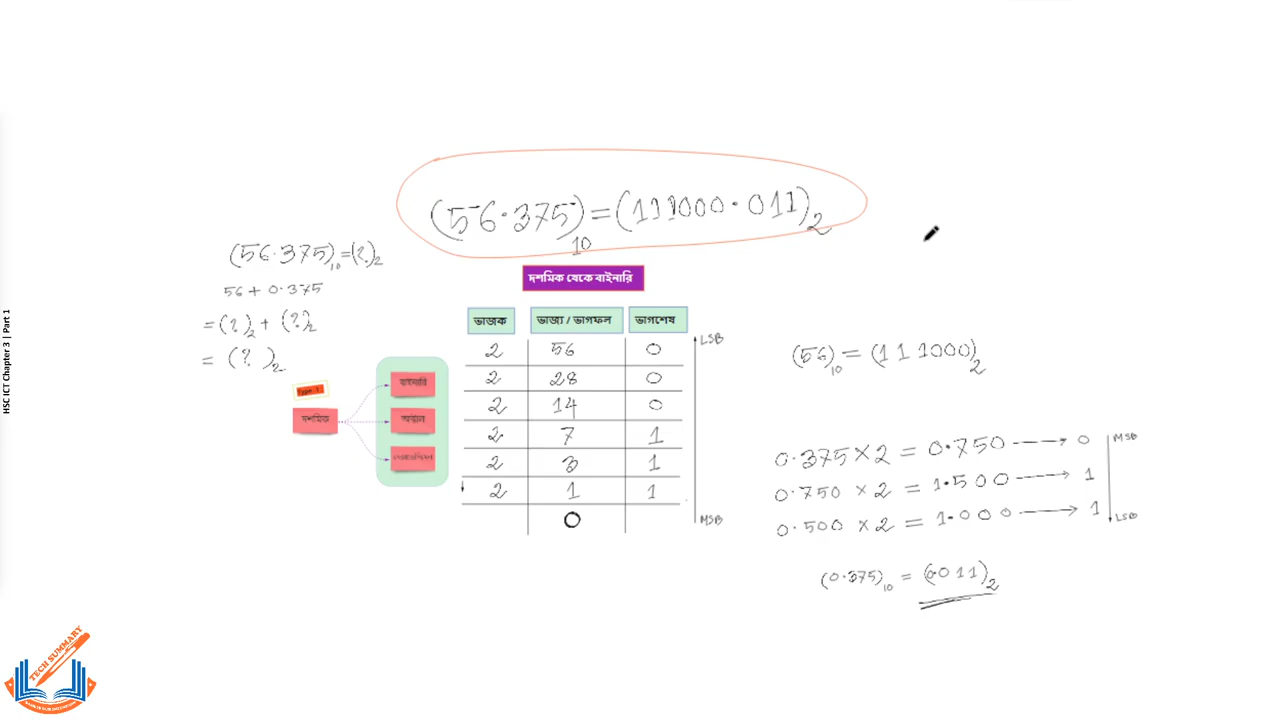 HSC ICT Chapter 3 | Part 1
(56.375)10 = (111000.011)2
(56.375)10 = (?)2
56 + 0.375
= (?)2 + (?)2
= (?)2
দশমিক থেকে বাইনারি
ভাজক ভাজ্য / ভাগফল ভাগশেষ
2 56 0 LSB
2 28 0
2 14 0
2 7 1
2 3 1
2 1 1
0 MSB
দশমিক
বাইনারি
(56)10 = (111000)2
0.375 × 2 = 0.750 → 0 MSB
0.750 × 2 = 1.500 → 1
0.500 × 2 = 1.000 → 1 LSB
(0.375)10 = (0.011)2
TECH SUMMARY